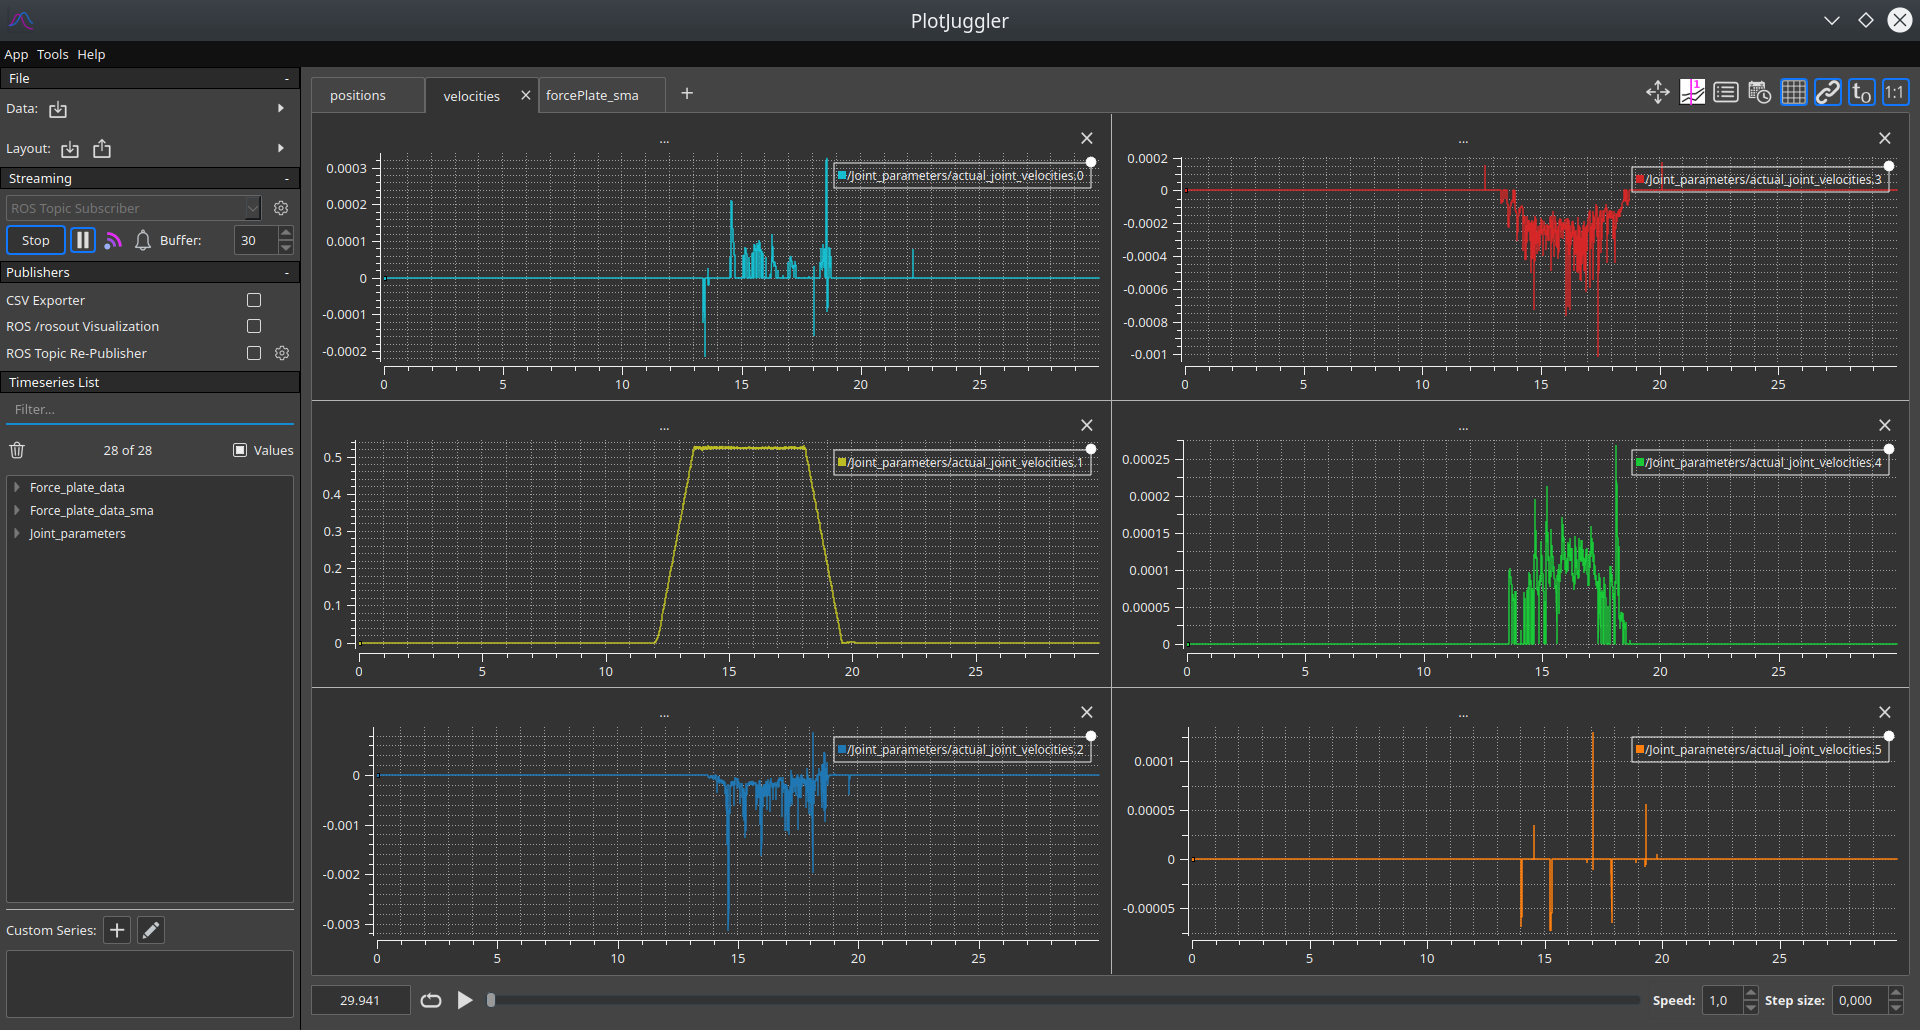 PlotJuggler
App Tools Help
File -
Data:
Layout:
Streaming -
ROS Topic Subscriber
Stop Buffer: 30
Publishers -
CSV Exporter
ROS /rosout Visualization
ROS Topic Re-Publisher
Timeseries List
Filter...
28 of 28 Values
Force_plate_data
Force_plate_data_sma
Joint_parameters
Custom Series:
positions velocities forcePlate_sma +
t0 1:1
...
/Joint_parameters/actual_joint_velocities.0
0.0003
0.0002
0.0001
0
-0.0001
-0.0002
0 5 10 15 20 25
...
/Joint_parameters/actual_joint_velocities.3
0.0002
0
-0.0002
-0.0004
-0.0006
-0.0008
-0.001
0 5 10 15 20 25
...
/Joint_parameters/actual_joint_velocities.1
0.5
0.4
0.3
0.2
0.1
0
0 5 10 15 20 25
...
/Joint_parameters/actual_joint_velocities.4
0.00025
0.0002
0.00015
0.0001
0.00005
0
0 5 10 15 20 25
...
/Joint_parameters/actual_joint_velocities.2
0
-0.001
-0.002
-0.003
0 5 10 15 20 25
...
/Joint_parameters/actual_joint_velocities.5
0.0001
0.00005
0
-0.00005
0 5 10 15 20 25
29.941 Speed: 1,0 Step size: 0,000